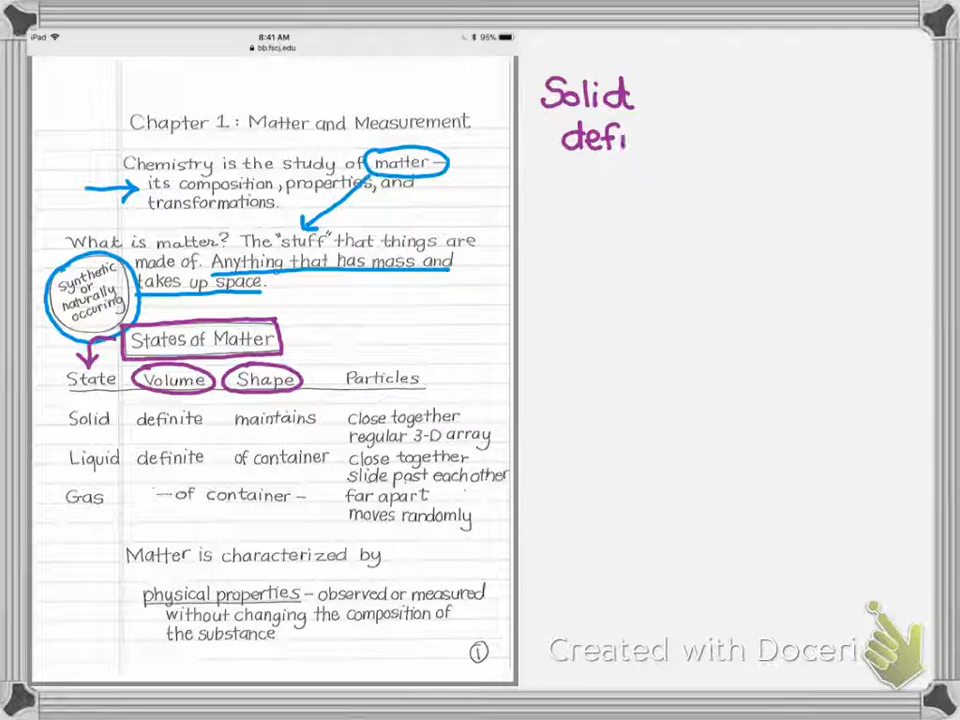 iPad 8:41 AM 95%
bb.fscj.edu
Chapter 1: Matter and Measurement
Chemistry is the study of matter –
its composition, properties, and
transformations.
What is matter? The "stuff" that things are
made of. Anything that has mass and
takes up space.
synthetic
or
naturally
occuring
States of Matter
State Volume Shape Particles
Solid definite maintains close together
regular 3-D array
Liquid definite of container close together
slide past each other
Gas – of container – far apart
moves randomly
Matter is characterized by
physical properties – observed or measured
without changing the composition of
the substance
1
Solid
defi
Created with Doceri